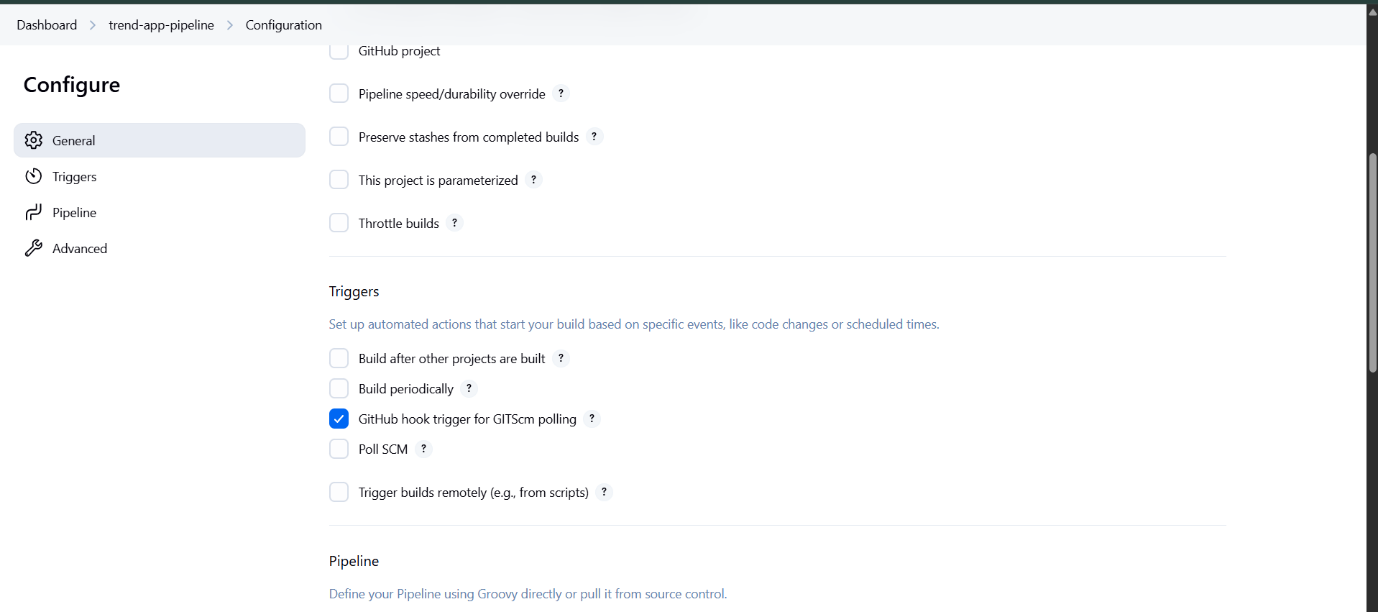 Dashboard > trend-app-pipeline > Configuration
Configure
General
Triggers
Pipeline
Advanced
GitHub project
Pipeline speed/durability override ?
Preserve stashes from completed builds ?
This project is parameterized ?
Throttle builds ?
Triggers
Set up automated actions that start your build based on specific events, like code changes or scheduled times.
Build after other projects are built ?
Build periodically ?
GitHub hook trigger for GITScm polling ?
Poll SCM ?
Trigger builds remotely (e.g., from scripts) ?
Pipeline
Define your Pipeline using Groovy directly or pull it from source control.